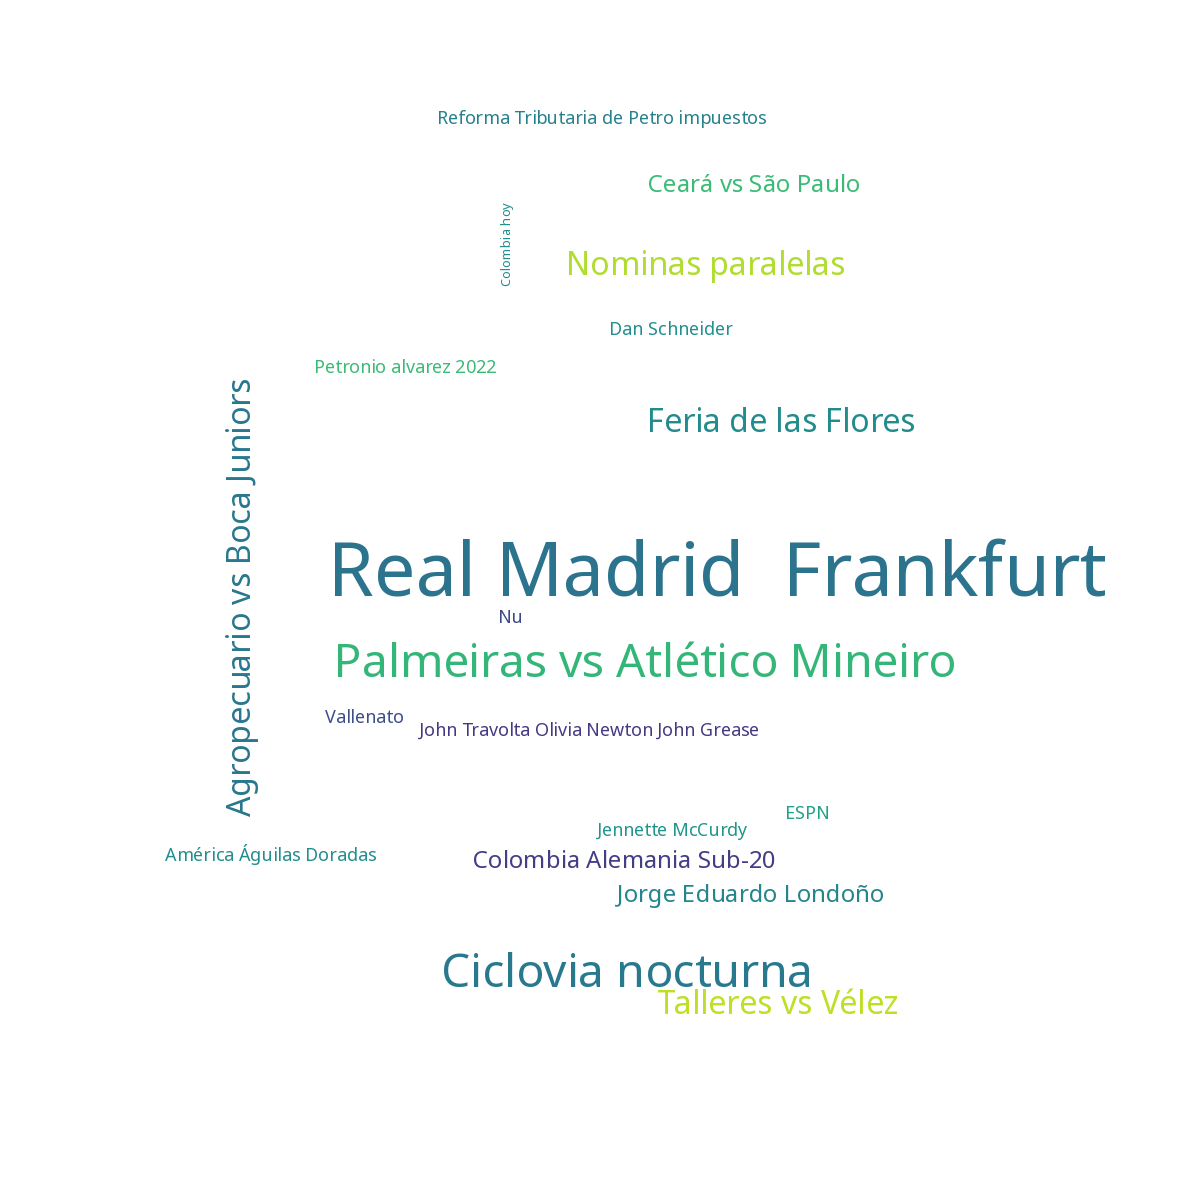 Reforma Tributaria de Petro impuestos
Ceará vs São Paulo
Colombia hoy
Nominas paralelas
Dan Schneider
Petronio alvarez 2022
Agropecuario vs Boca Juniors
Feria de las Flores
Real Madrid  Frankfurt
Nu
Palmeiras vs Atlético Mineiro
Vallenato
John Travolta Olivia Newton John Grease
ESPN
Jennette McCurdy
América Águilas Doradas
Colombia Alemania Sub-20
Jorge Eduardo Londoño
Ciclovia nocturna
Talleres vs Vélez